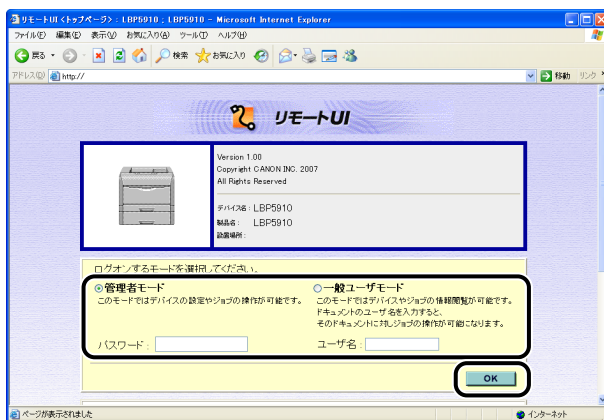 リモートUI <トップページ> : LBP5910 ; LBP5910 - Microsoft Internet Explorer
ファイル(F) 編集(E) 表示(V) お気に入り(A) ツール(T) ヘルプ(H)
戻る 検索 お気に入り
アドレス(D) http:// 移動 リンク
リモートUI
Version 1.00
Copyright CANON INC. 2007
All Rights Reserved
デバイス名 : LBP5910
製品名 : LBP5910
設置場所 :
ログオンするモードを選択してください。
管理者モード 一般ユーザモード
このモードではデバイスの設定やジョブの操作が可能です。 このモードではデバイスやジョブの情報閲覧が可能です。
ドキュメントのユーザ名を入力すると、
そのドキュメントに対しジョブの操作が可能になります。
パスワード : ユーザ名 :
OK
ページが表示されました インターネット